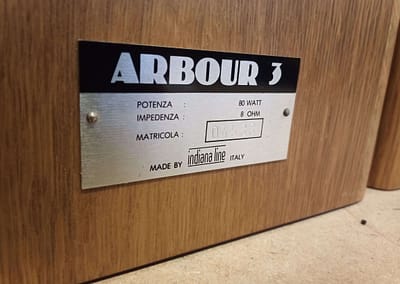 ARBOUR 3
POTENZA : 80 WATT
IMPEDENZA : 8 OHM
MATRICOLA :
MADE BY indiana line ITALY